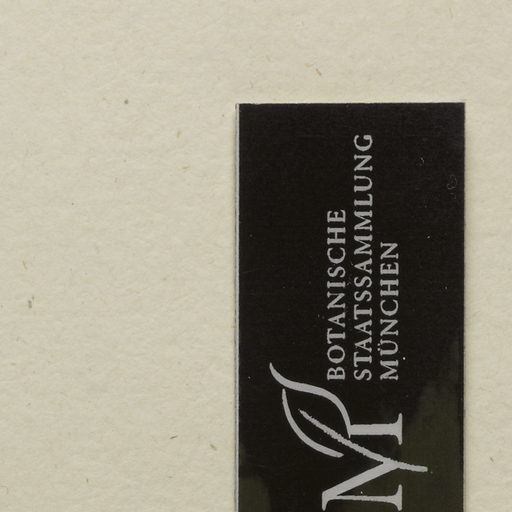 BOTANISCHE
STAATSSAMMLUNG
MÜNCHEN
M